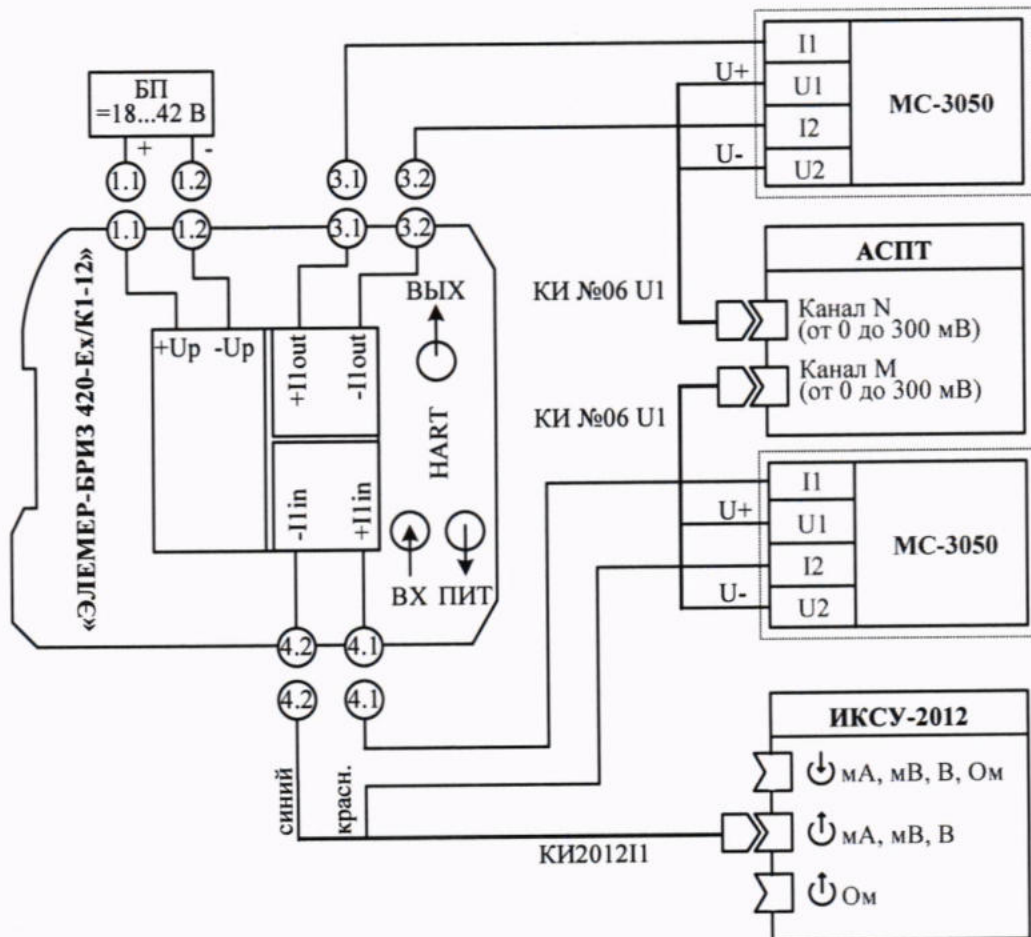 БП
=18...42 В
+
-
1.1
1.2
3.1
3.2
1.1
1.2
3.1
3.2
«ЭЛЕМЕР-БРИЗ 420-Ех/К1-12»
+Up
-Up
+I1out
-I1out
-I1in
+I1in
ВЫХ
HART
ВХ
ПИТ
4.2
4.1
4.2
4.1
синий
красн.
КИ2012I1
U+
U-
I1
U1
I2
U2
МС-3050
КИ №06 U1
КИ №06 U1
АСПТ
Канал N
(от 0 до 300 мВ)
Канал М
(от 0 до 300 мВ)
U+
U-
I1
U1
I2
U2
МС-3050
ИКСУ-2012
мА, мВ, В, Ом
мА, мВ, В
Ом